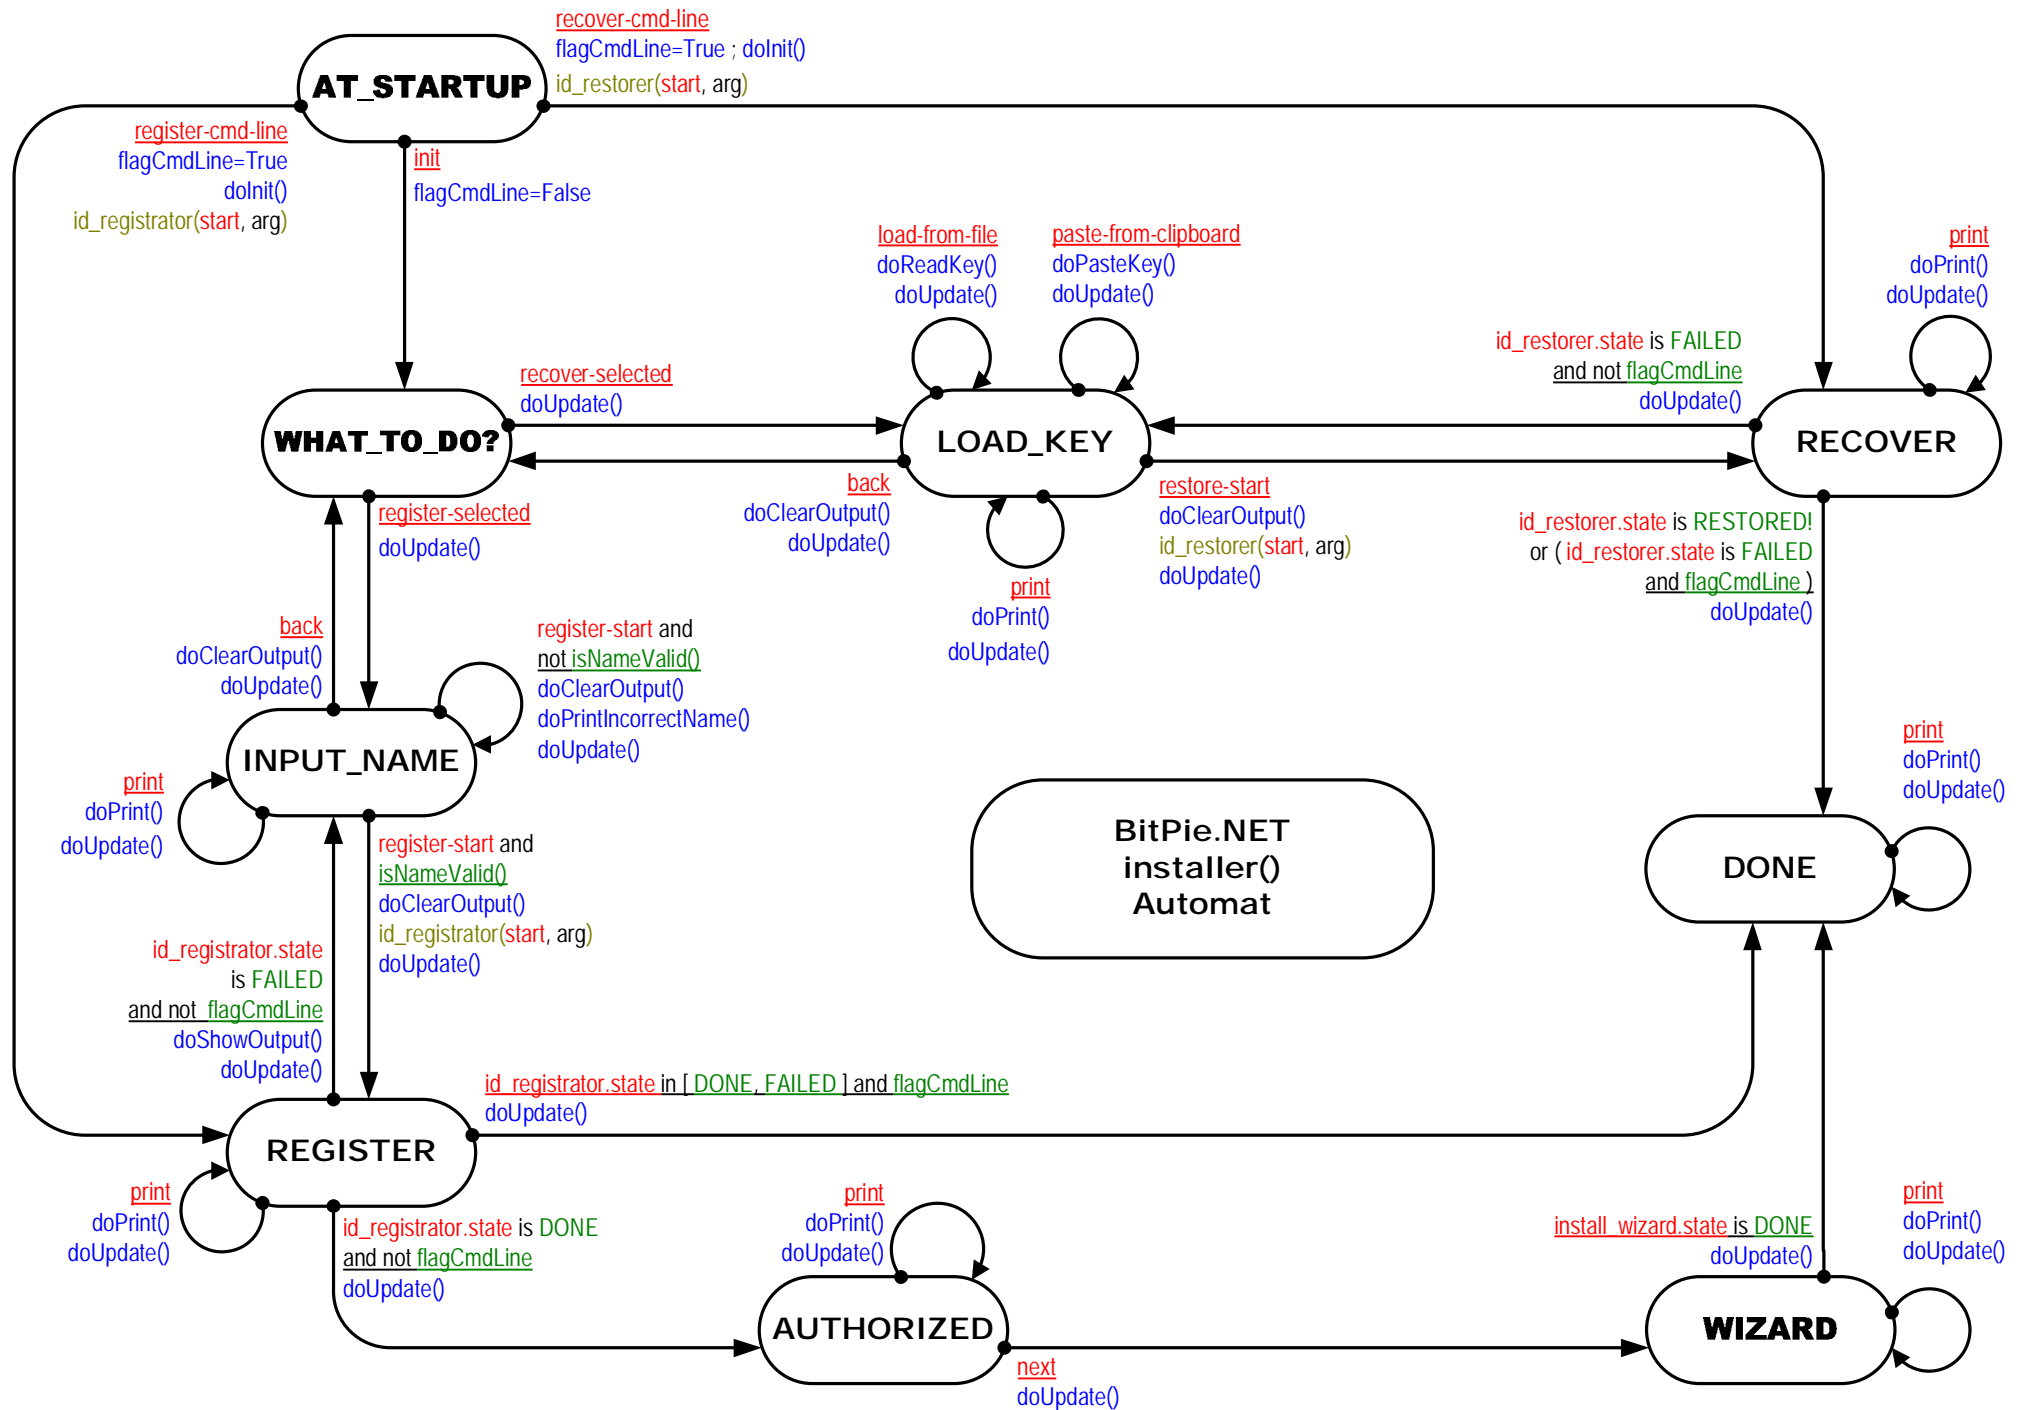 recover-cmd-line
flagCmdLine=True ; doInit()
id_restorer(start, arg)
AT_STARTUP
register-cmd-line
flagCmdLine=True
doInit()
id_registrator(start, arg)
init
flagCmdLine=False
load-from-file
doReadKey()
doUpdate()
paste-from-clipboard
doPasteKey()
doUpdate()
print
doPrint()
doUpdate()
id_restorer.state is FAILED
and not flagCmdLine
doUpdate()
recover-selected
doUpdate()
WHAT_TO_DO?
LOAD_KEY
RECOVER
back
doClearOutput()
doUpdate()
restore-start
doClearOutput()
id_restorer(start, arg)
doUpdate()
register-selected
doUpdate()
id_restorer.state is RESTORED!
or ( id_restorer.state is FAILED
and flagCmdLine )
doUpdate()
print
doPrint()
doUpdate()
back
doClearOutput()
doUpdate()
register-start and
not isNameValid()
doClearOutput()
doPrintIncorrectName()
doUpdate()
INPUT_NAME
print
doPrint()
doUpdate()
print
doPrint()
doUpdate()
BitPie.NET
installer()
Automat
DONE
register-start and
isNameValid()
doClearOutput()
id_registrator(start, arg)
doUpdate()
id_registrator.state
is FAILED
and not flagCmdLine
doShowOutput()
doUpdate()
id_registrator.state in [ DONE, FAILED ] and flagCmdLine
doUpdate()
REGISTER
print
doPrint()
doUpdate()
id_registrator.state is DONE
and not flagCmdLine
doUpdate()
print
doPrint()
doUpdate()
AUTHORIZED
next
doUpdate()
install_wizard.state is DONE
doUpdate()
print
doPrint()
doUpdate()
WIZARD